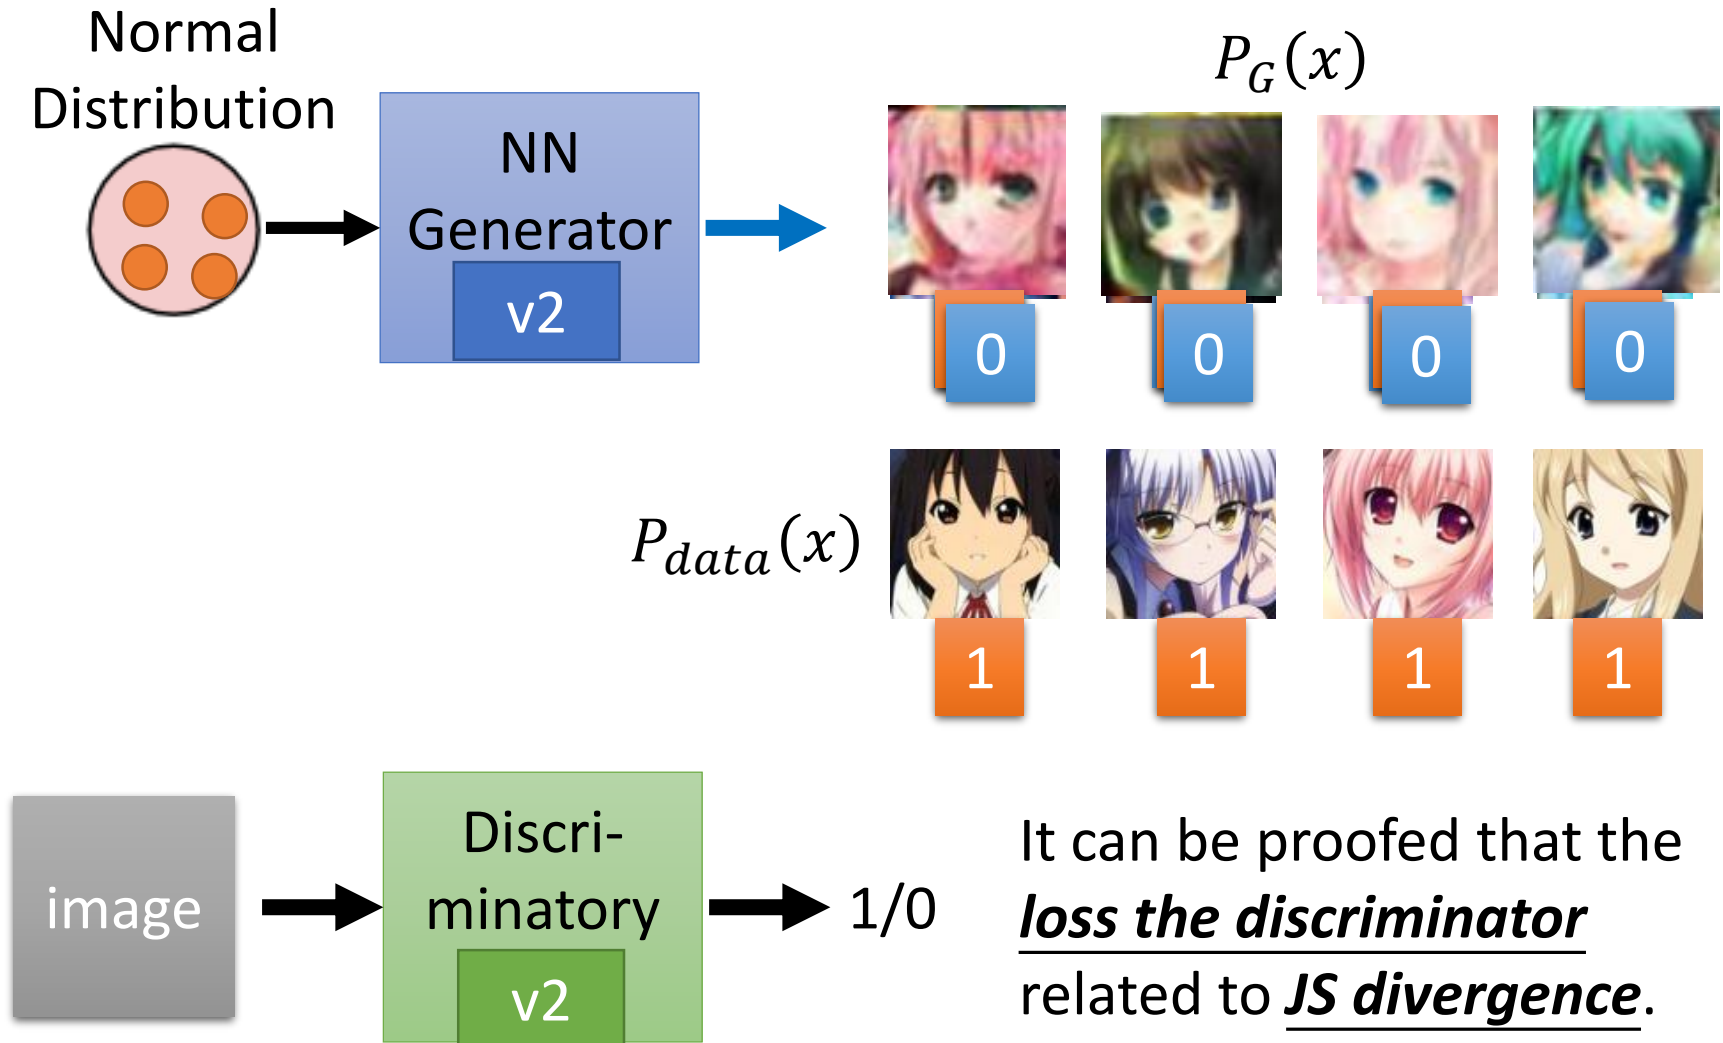 Normal
Distribution
NN
Generator
v2
P_G(x)
0
0
0
0
P_data(x)
1
1
1
1
image
Discri-
minatory
v2
1/0
It can be proofed that the
loss the discriminator
related to JS divergence.